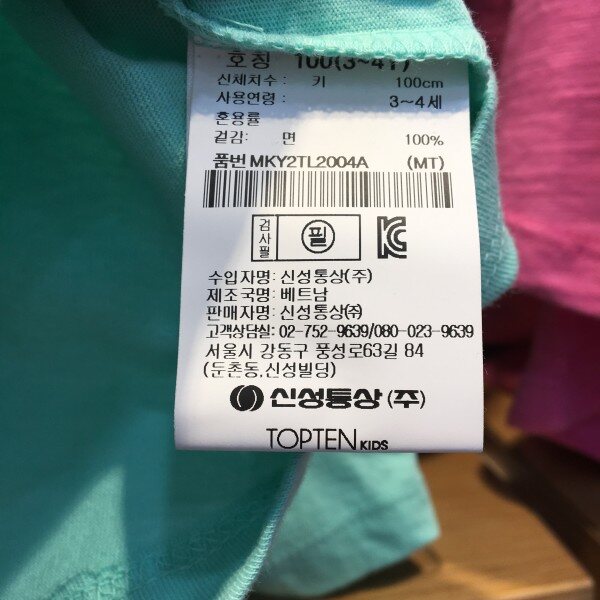 호칭 100(3~4Y)
신체치수 : 키 100cm
사용연령 : 3~4세
혼용률
겉감: 면 100%
품번 MKY2TL2004A (MT)
검사필 필
수입자명: 신성통상(주)
제조국명: 베트남
판매자명: 신성통상㈜
고객상담실: 02-752-9639/080-023-9639
서울시 강동구 풍성로63길 84
(둔촌동,신성빌딩)
신성통상 (주)
TOPTEN KIDS